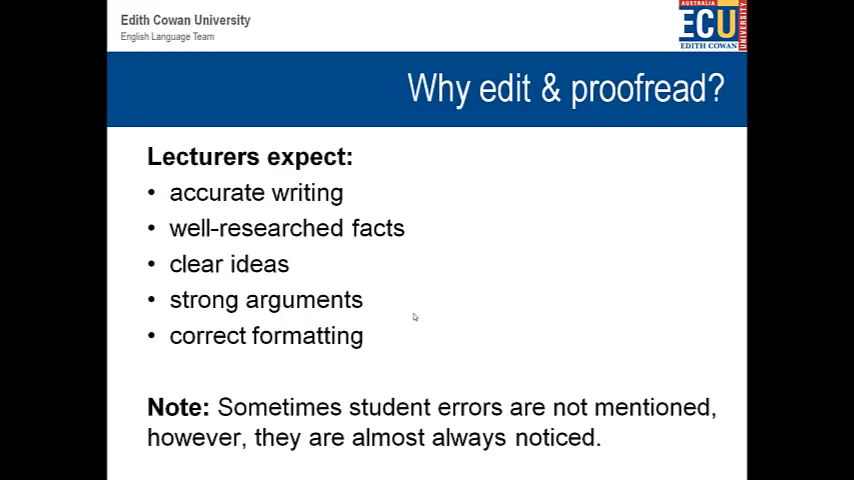 Edith Cowan University
English Language Team
AUSTRALIA
ECU
EDITH COWAN
UNIVERSITY
Why edit & proofread?
Lecturers expect:
• accurate writing
• well-researched facts
• clear ideas
• strong arguments
• correct formatting
Note: Sometimes student errors are not mentioned,
however, they are almost always noticed.